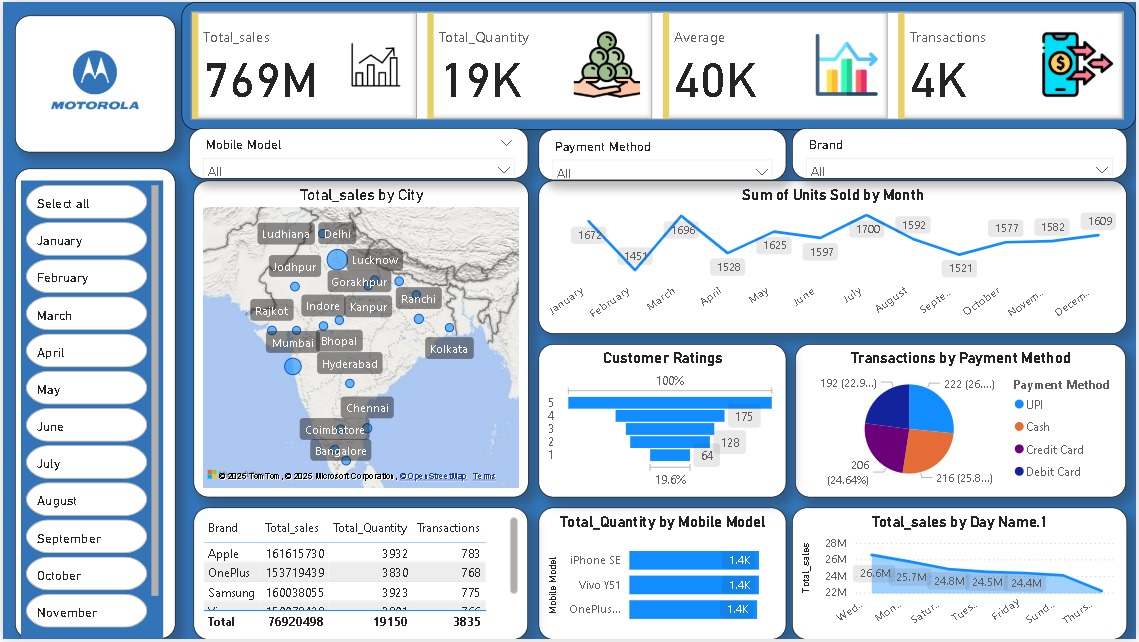 MOTOROLA
Total_sales
769M
Total_Quantity
19K
Average
40K
Transactions
4K
Mobile Model
All
Payment Method
All
Brand
All
Select all
January
February
March
April
May
June
July
August
September
October
November
Total_sales by City
Ludhiana
Delhi
Lucknow
Jodhpur
Gorakhpur
Ranchi
Rajkot
Indore
Kanpur
Mumbai
Bhopal
Kolkata
Hyderabad
Chennai
Coimbatore
Bangalore
© 2025 TomTom, © 2025 Microsoft Corporation, © OpenStreetMap Terms
Sum of Units Sold by Month
1672
1451
1696
1528
1625
1597
1700
1592
1521
1577
1582
1609
January
February
March
April
May
June
July
August
Septe...
October
Novem...
Decem...
Customer Ratings
100%
5
4
175
3
2
128
1
64
19.6%
Transactions by Payment Method
192 (22.9...)
222 (26....)
206
(24.64%)
216 (25.8...)
Payment Method
UPI
Cash
Credit Card
Debit Card
Brand Total_sales Total_Quantity Transactions
Apple 161615730 3932 783
OnePlus 153719439 3830 768
Samsung 160038055 3923 775
Total 76920498 19150 3835
Total_Quantity by Mobile Model
Mobile Model
iPhone SE 1.4K
Vivo Y51 1.4K
OnePlus... 1.4K
Total_sales by Day Name.1
Total_sales
28M
26M
24M
22M
26.6M
25.7M
24.8M
24.5M
24.4M
Wed...
Mon...
Satur...
Tues...
Friday
Sund...
Thurs...